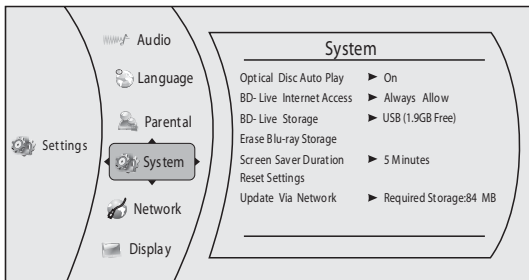 Settings
Audio
Language
Parental
System
Network
Display
System
Optical Disc Auto Play ► On
BD- Live Internet Access ► Always Allow
BD- Live Storage ► USB (1.9GB Free)
Erase Blu-ray Storage
Screen Saver Duration ► 5 Minutes
Reset Settings
Update Via Network ► Required Storage:84 MB